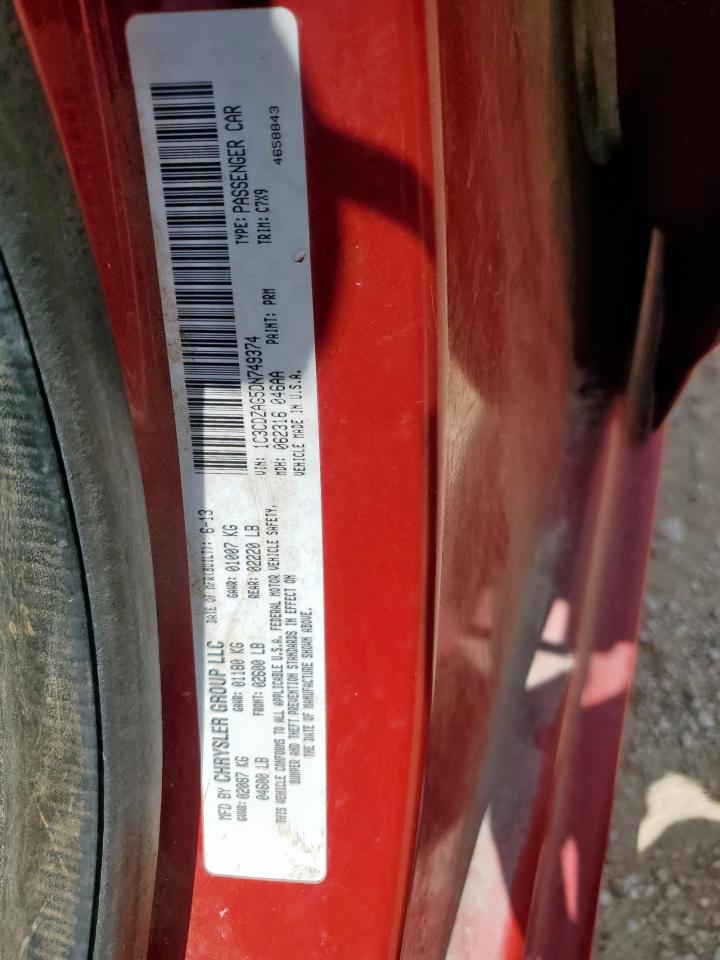 MFD BY CHRYSLER GROUP LLC
DATE OF MFR(BUILT): 6-13
GVWR: 02087 KG
GAWR: 01180 KG
GAWR: 01007 KG
04600 LB
FRONT: 02600 LB
REAR: 02220 LB
THIS VEHICLE CONFORMS TO ALL APPLICABLE U.S.A. FEDERAL MOTOR VEHICLE SAFETY,
BUMPER AND THEFT PREVENTION STANDARDS IN EFFECT ON
THE DATE OF MANUFACTURE SHOWN ABOVE.
VIN: 1C3CDZAG5DN749374
TYPE: PASSENGER CAR
MDH: 062316 046AA
PAINT: PRM
TRIM: C7X9
VEHICLE MADE IN U.S.A.
4658843